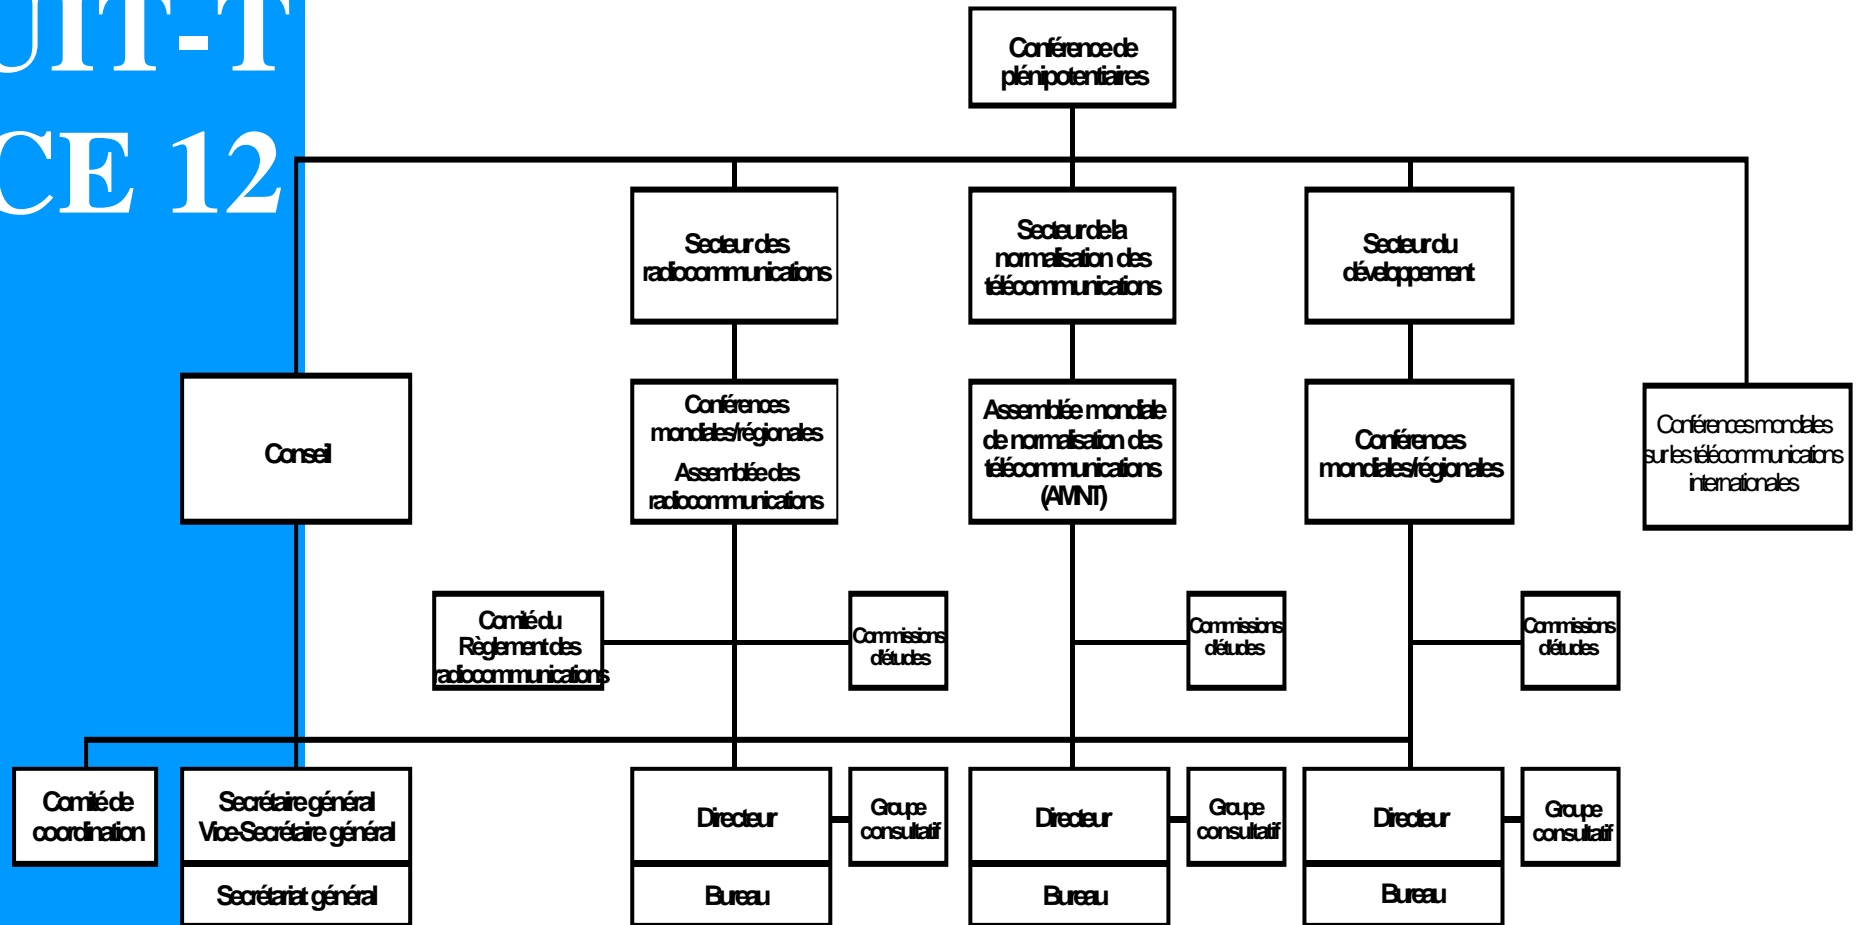 UIT-T
CE 12
Conférence de
plénipotentiaires
Secteur des
radiocommunications
Secteur de la
normalisation des
télécommunications
Secteur du
développement
Conseil
Conférences
mondiales/régionales
Assemblée des
radiocommunications
Assemblée mondiale
de normalisation des
télécommunications
(AMNT)
Conférences
mondiales/régionales
Conférences mondiales
sur les télécommunications
internationales
Comité du
Règlement des
radiocommunications
Commissions
d'études
Commissions
d'études
Commissions
d'études
Comité de
coordination
Secrétaire général
Vice-Secrétaire général
Secrétariat général
Directeur
Bureau
Groupe
consultatif
Directeur
Bureau
Groupe
consultatif
Directeur
Bureau
Groupe
consultatif